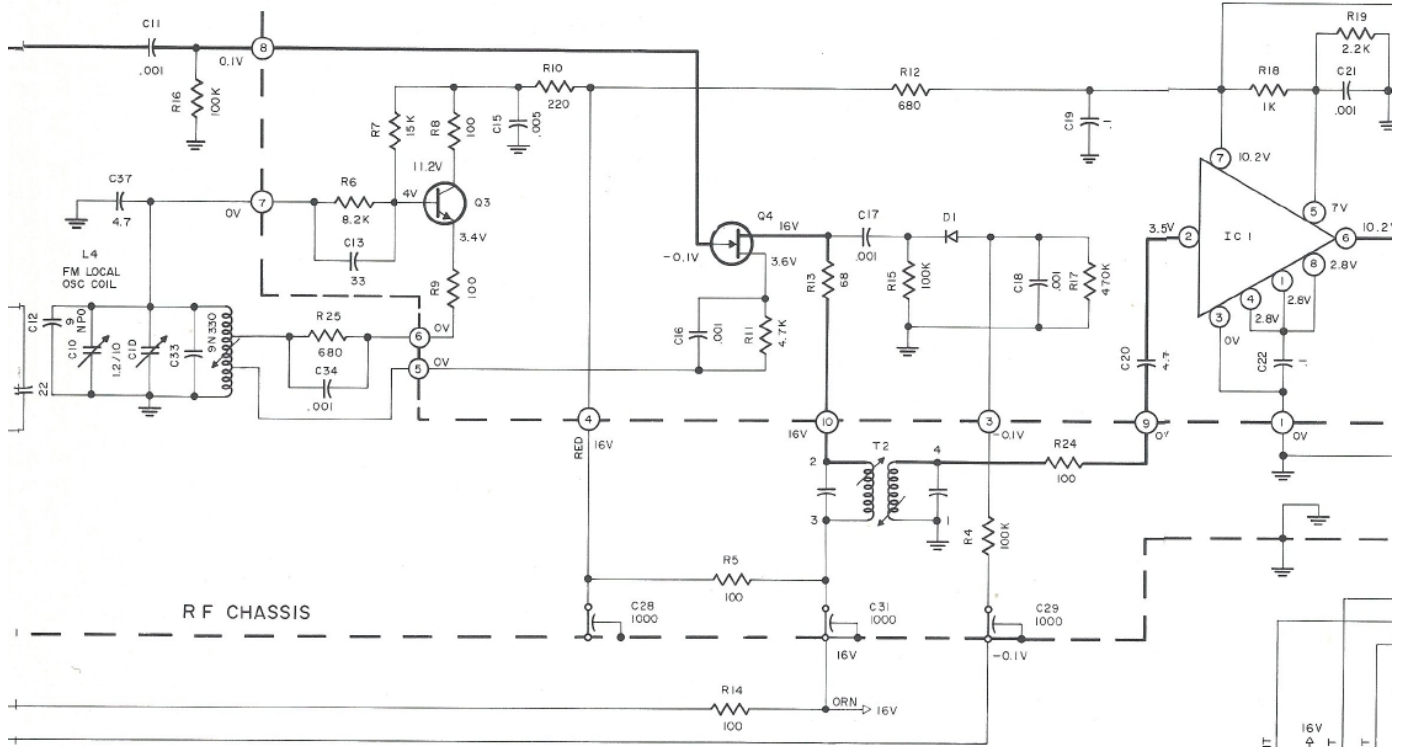 C11
.001
R16
100K
0.1V
8
C37
4.7
0V
7
L4
FM LOCAL
OSC COIL
C12
9
NPO
C10
1.2/10
C1D
C33
9N330
22
R6
8.2K
C13
33
R7
15K
R8
100
C15
.005
R10
220
11.2V
4V
Q3
3.4V
R9
100
R25
680
C34
.001
6
0V
5
0V
R12
680
C19
.1
R18
1K
R19
2.2K
C21
.001
7
10.2V
5
7V
IC1
3.5V
2
6
10.2V
8
2.8V
1
2.8V
4
2.8V
3
0V
C22
.1
Q4
-0.1V
16V
3.6V
C17
.001
D1
R13
68
R15
100K
C18
.001
R17
470K
C16
.001
R11
4.7K
C20
4.7
4
RED
16V
10
16V
3
-0.1V
9
0V
1
0V
T2
2
3
4
1
R24
100
R4
100K
R5
100
RF CHASSIS
C28
1000
C31
1000
C29
1000
16V
-0.1V
R14
100
ORN
16V
16V